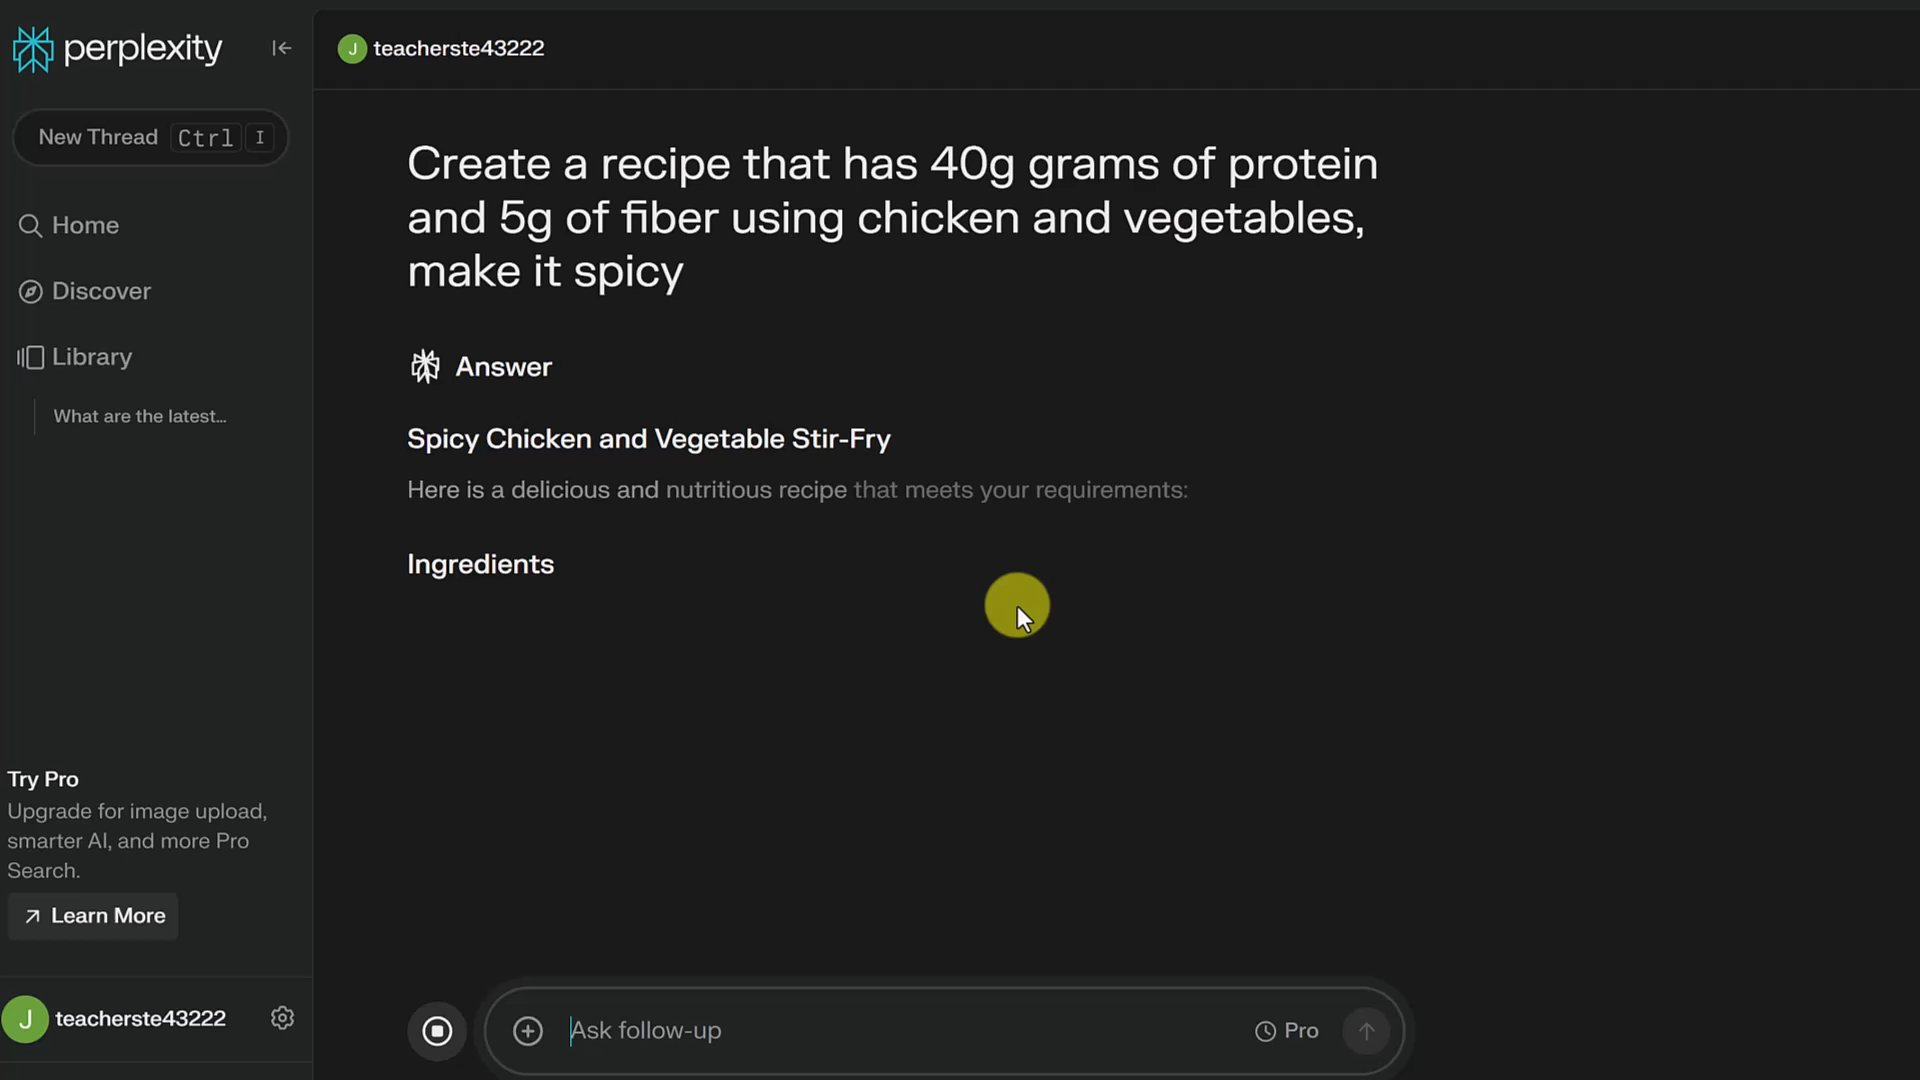 perplexity
New Thread Ctrl I
Home
Discover
Library
What are the latest...
Try Pro
Upgrade for image upload,
smarter AI, and more Pro
Search.
Learn More
J teacherste43222
J teacherste43222
Create a recipe that has 40g grams of protein
and 5g of fiber using chicken and vegetables,
make it spicy
Answer
Spicy Chicken and Vegetable Stir-Fry
Here is a delicious and nutritious recipe that meets your requirements:
Ingredients
Ask follow-up
Pro